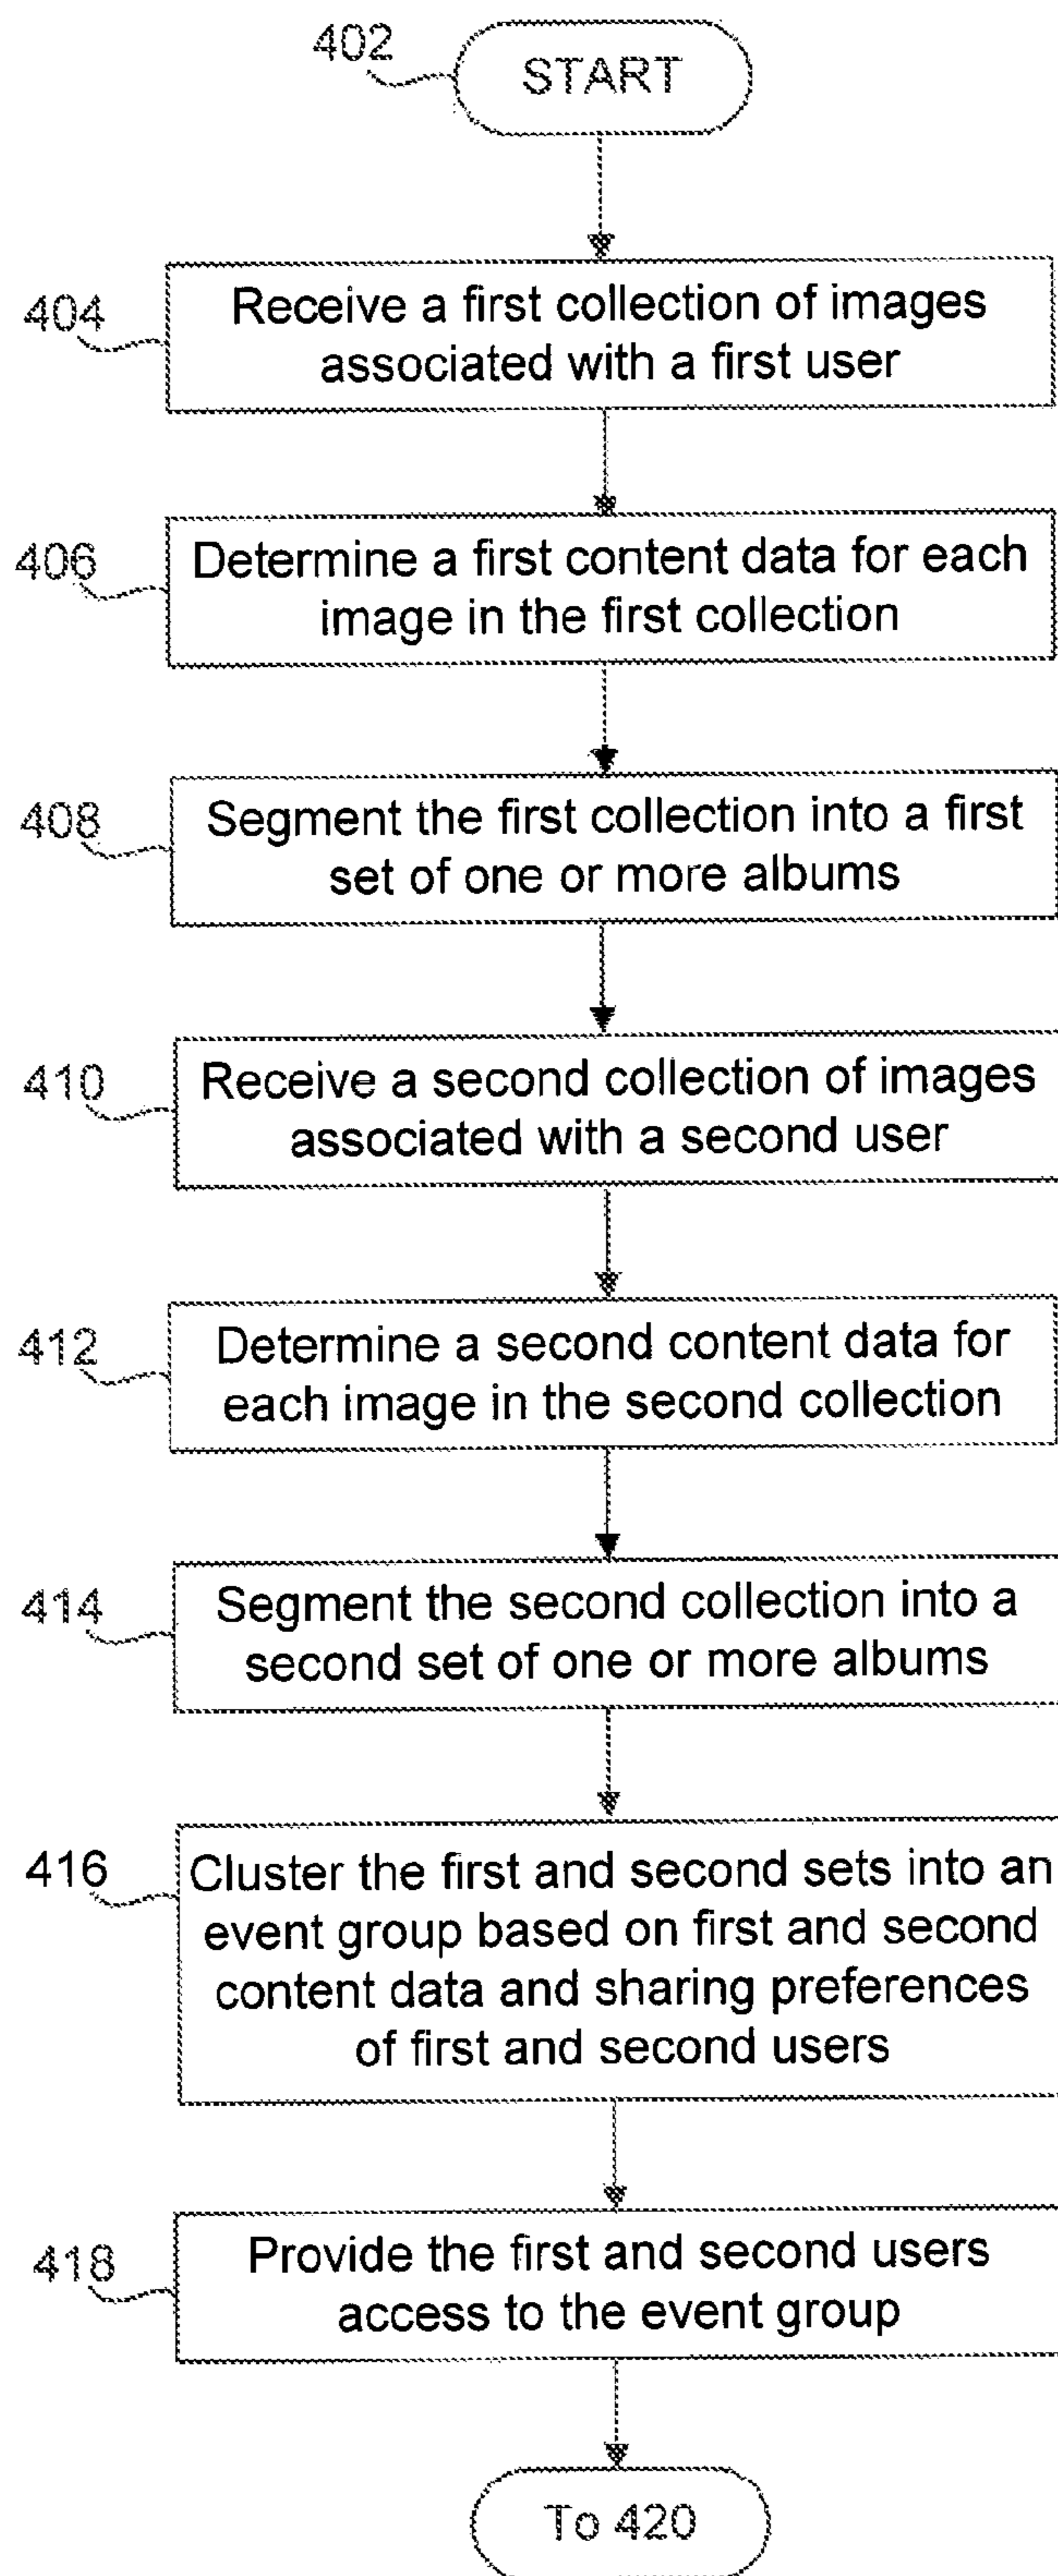 402
START
404
Receive a first collection of images
associated with a first user
406
Determine a first content data for each
image in the first collection
408
Segment the first collection into a first
set of one or more albums
410
Receive a second collection of images
associated with a second user
412
Determine a second content data for
each image in the second collection
414
Segment the second collection into a
second set of one or more albums
416
Cluster the first and second sets into an
event group based on first and second
content data and sharing preferences
of first and second users
418
Provide the first and second users
access to the event group
To 420